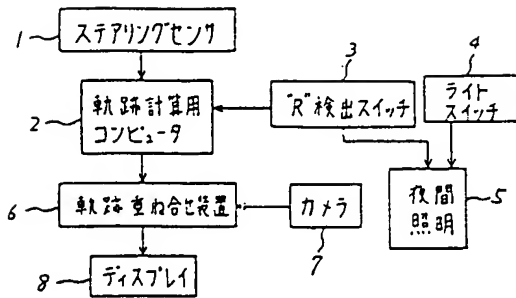 1
ステアリングセンサ
2
軌跡計算用
コンピュータ
3
"R"検出スイッチ
4
ライト
スイッチ
5
夜間
照明
6
軌跡重ね合せ装置
カメラ
7
8
ディスプレイ